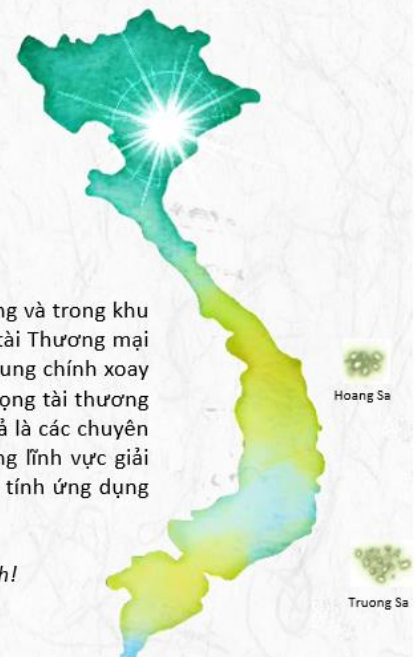 ng và trong khu
tài Thương mại
ung chính xoay
ọng tài thương
ả là các chuyên
ng lĩnh vực giải
tính ứng dụng
h!
Hoang Sa
Truong Sa